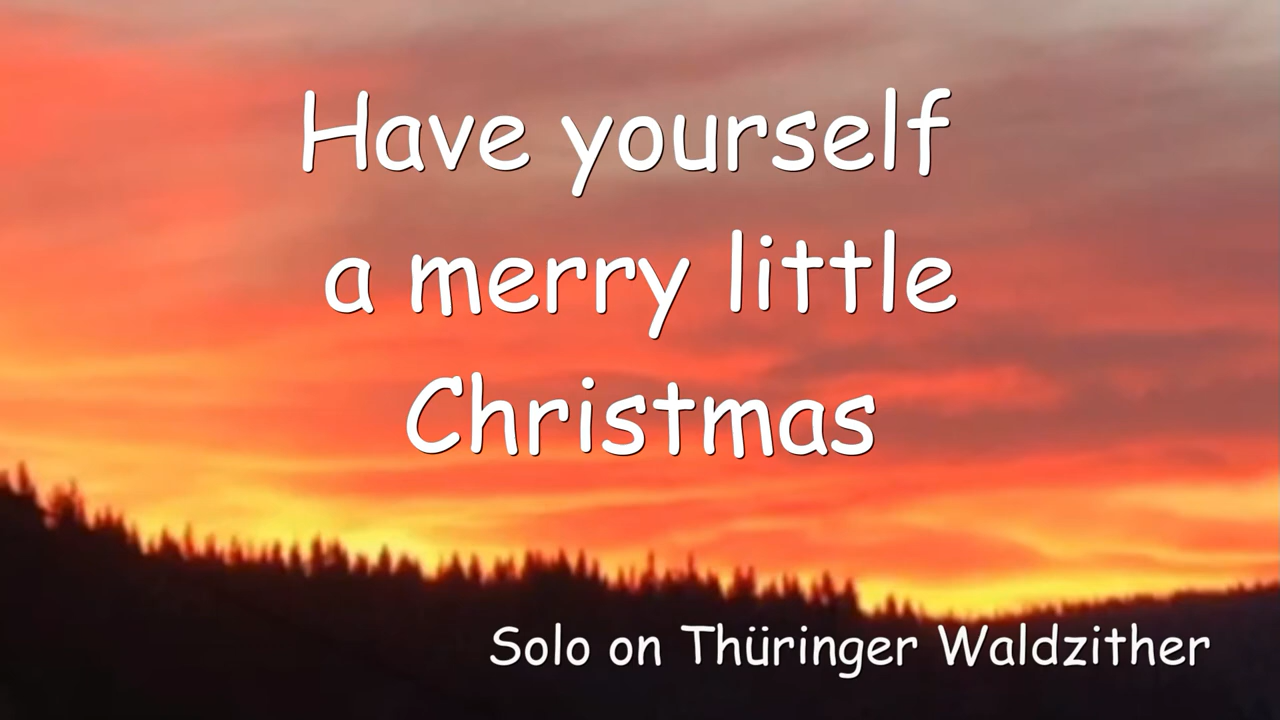 Have yourself
a merry little
Christmas
Solo on Thüringer Waldzither